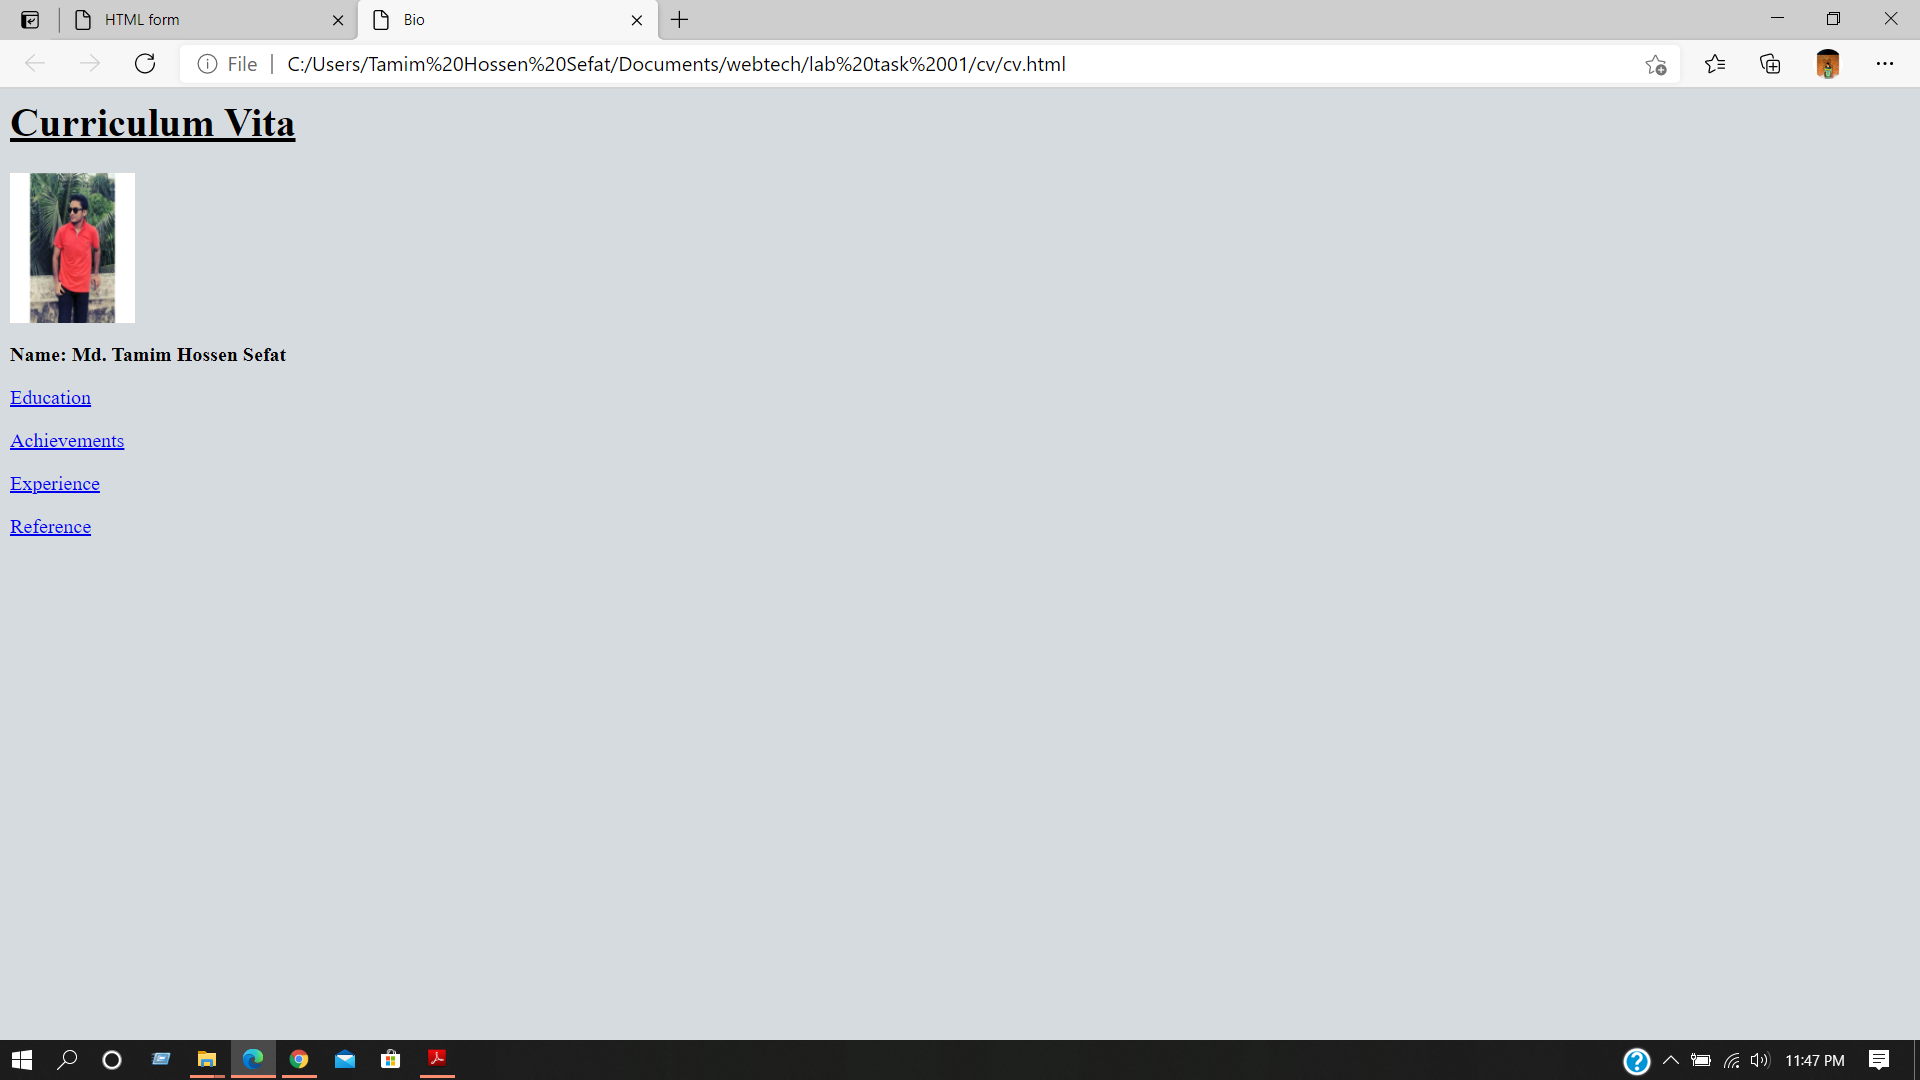 HTML form
Bio
File
C:/Users/Tamim%20Hossen%20Sefat/Documents/webtech/lab%20task%2001/cv/cv.html
Curriculum Vita
Name: Md. Tamim Hossen Sefat
Education
Achievements
Experience
Reference
11:47 PM